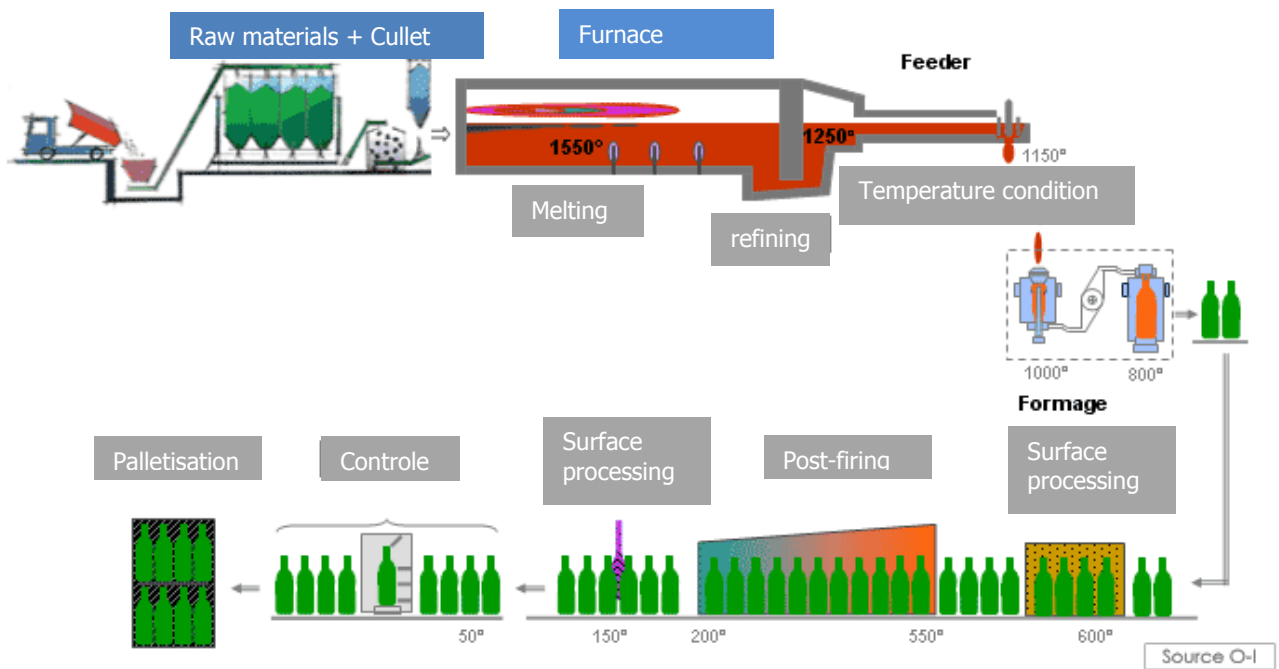 Raw materials + Cullet
Furnace
Feeder
1550°
1250°
1150°
Melting
refining
Temperature condition
1000°
800°
Formage
Palletisation
Controle
Surface
processing
Post-firing
Surface
processing
50°
150°
200°
550°
600°
Source O-I